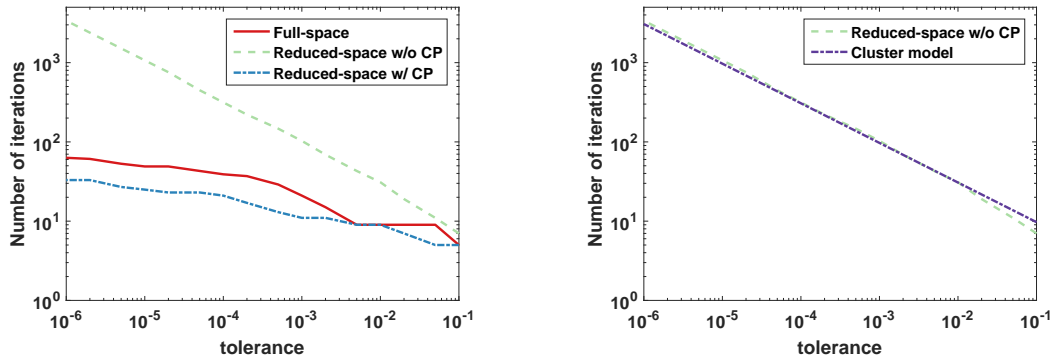 Number of iterations
10^3
10^2
10^1
10^0
10^-6
10^-5
10^-4
10^-3
10^-2
10^-1
tolerance
Full-space
Reduced-space w/o CP
Reduced-space w/ CP
Number of iterations
10^3
10^2
10^1
10^0
10^-6
10^-5
10^-4
10^-3
10^-2
10^-1
tolerance
Reduced-space w/o CP
Cluster model